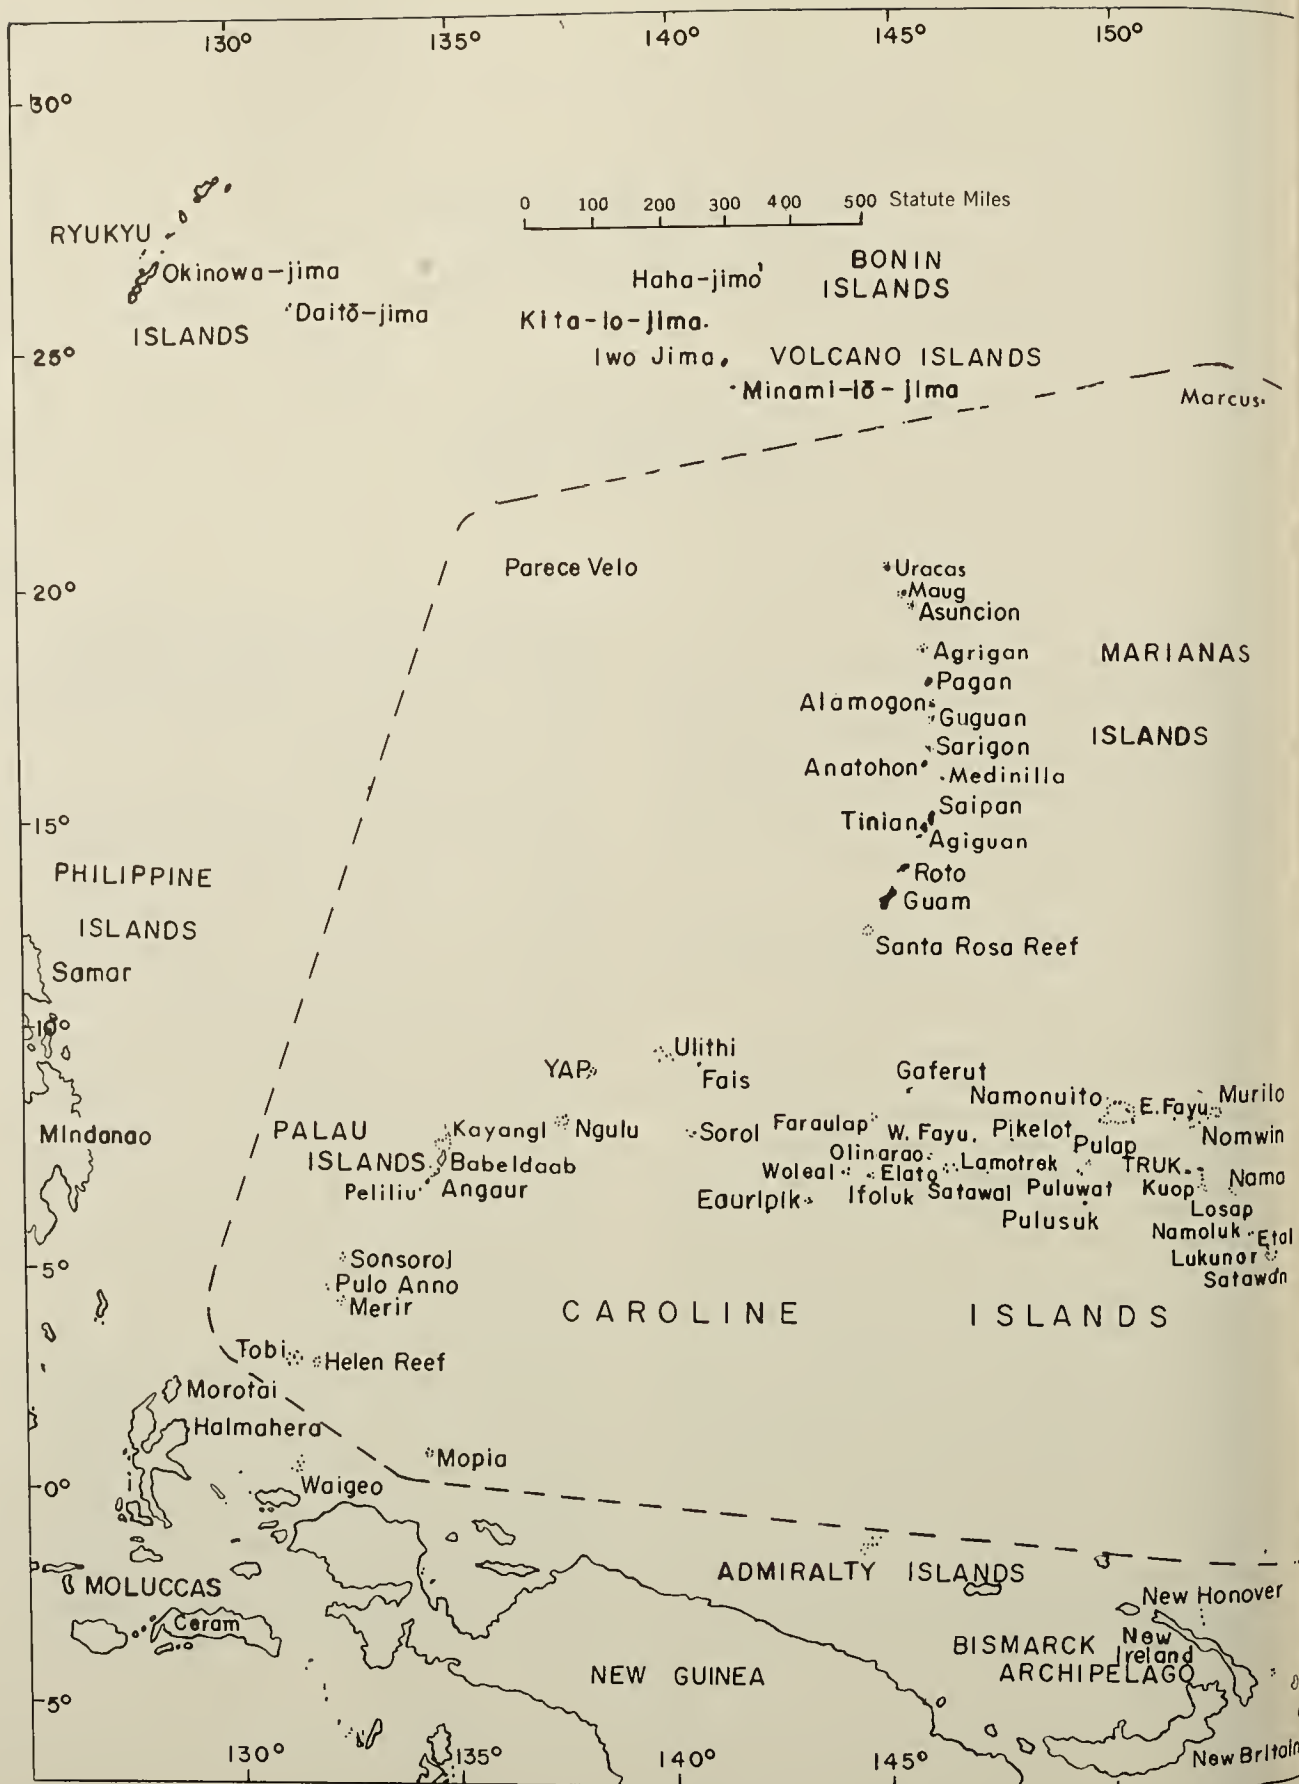 130° 135° 140° 145° 150°
30°
0 100 200 300 400 500 Statute Miles
RYUKYU
Okinowa-jima
BONIN
Haha-jimo
ISLANDS
Daitō-jima
Kita-Io-jima
ISLANDS
25°
Iwo Jima VOLCANO ISLANDS
Minami-iō-jima
Marcus
Parece Velo
Uracas
20°
Maug
Asuncion
Agrigan
MARIANAS
Pagan
Alamogon
Guguan
ISLANDS
Sarigon
Anatohon
Medinilla
Saipan
Tinian
15°
Agiguan
PHILIPPINE
Roto
Guam
ISLANDS
Santa Rosa Reef
Samar
10°
Ulithi
YAP
Fais
Gaferut
Namonuito
E. Fayu
Murilo
Mindanao
PALAU
Kayangl
Ngulu
Sorol
Faraulap
W. Fayu
Pikelot
Pulap
Nomwin
ISLANDS
Babeldaab
Olinarao
Woleal
Elato
Lamotrek
TRUK
Nama
Peliliu
Angaur
Eaurlplk
Ifoluk
Satawal
Puluwat
Kuop
Losap
Pulusuk
Namoluk
Etal
Sonsorol
5°
Lukunor
Satawan
Pulo Anno
Merir
CAROLINE ISLANDS
Tobi
Helen Reef
Morotai
Halmahera
Mopia
0°
Waigeo
ADMIRALTY ISLANDS
MOLUCCAS
New Honover
Ceram
BISMARCK
New
Ireland
ARCHIPELAGO
NEW GUINEA
5°
New Britain
130° 135° 140° 145°